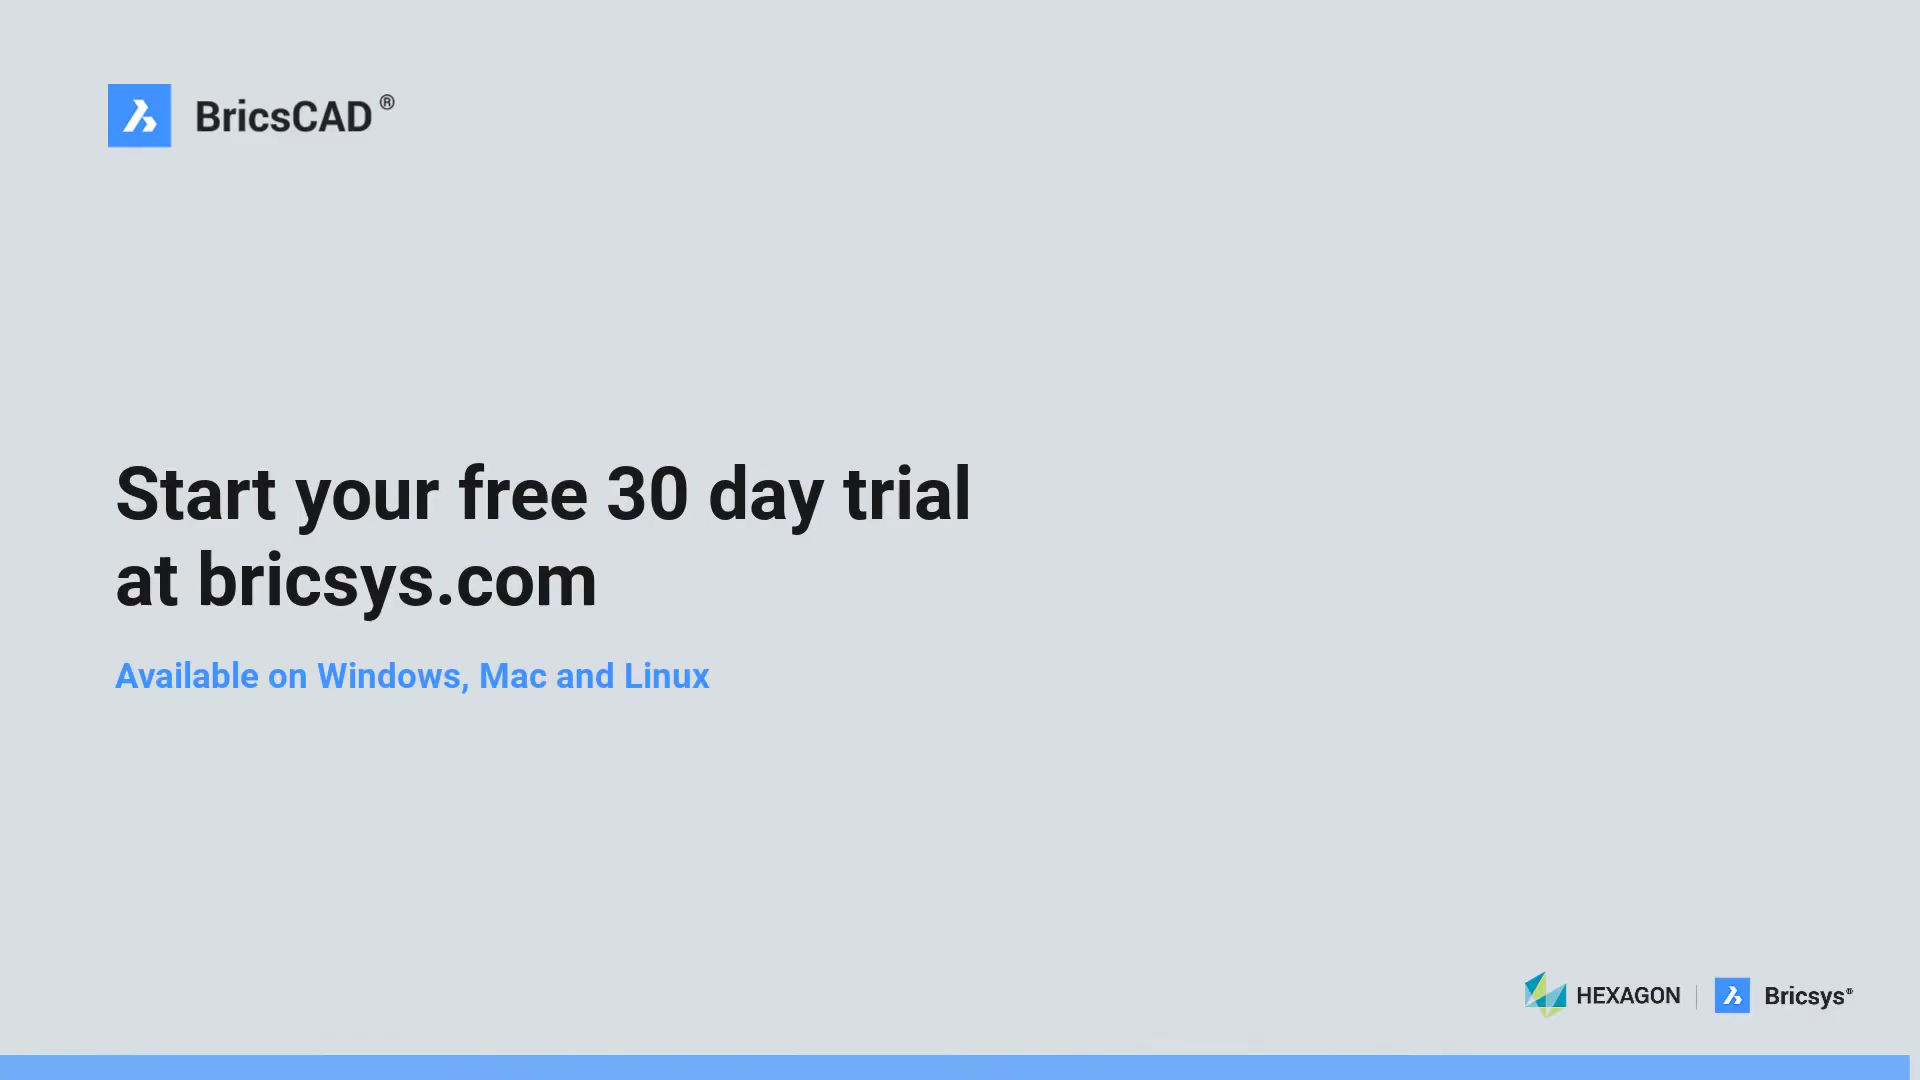 BricsCAD®
Start your free 30 day trial
at bricsys.com
Available on Windows, Mac and Linux
HEXAGON | Bricsys®